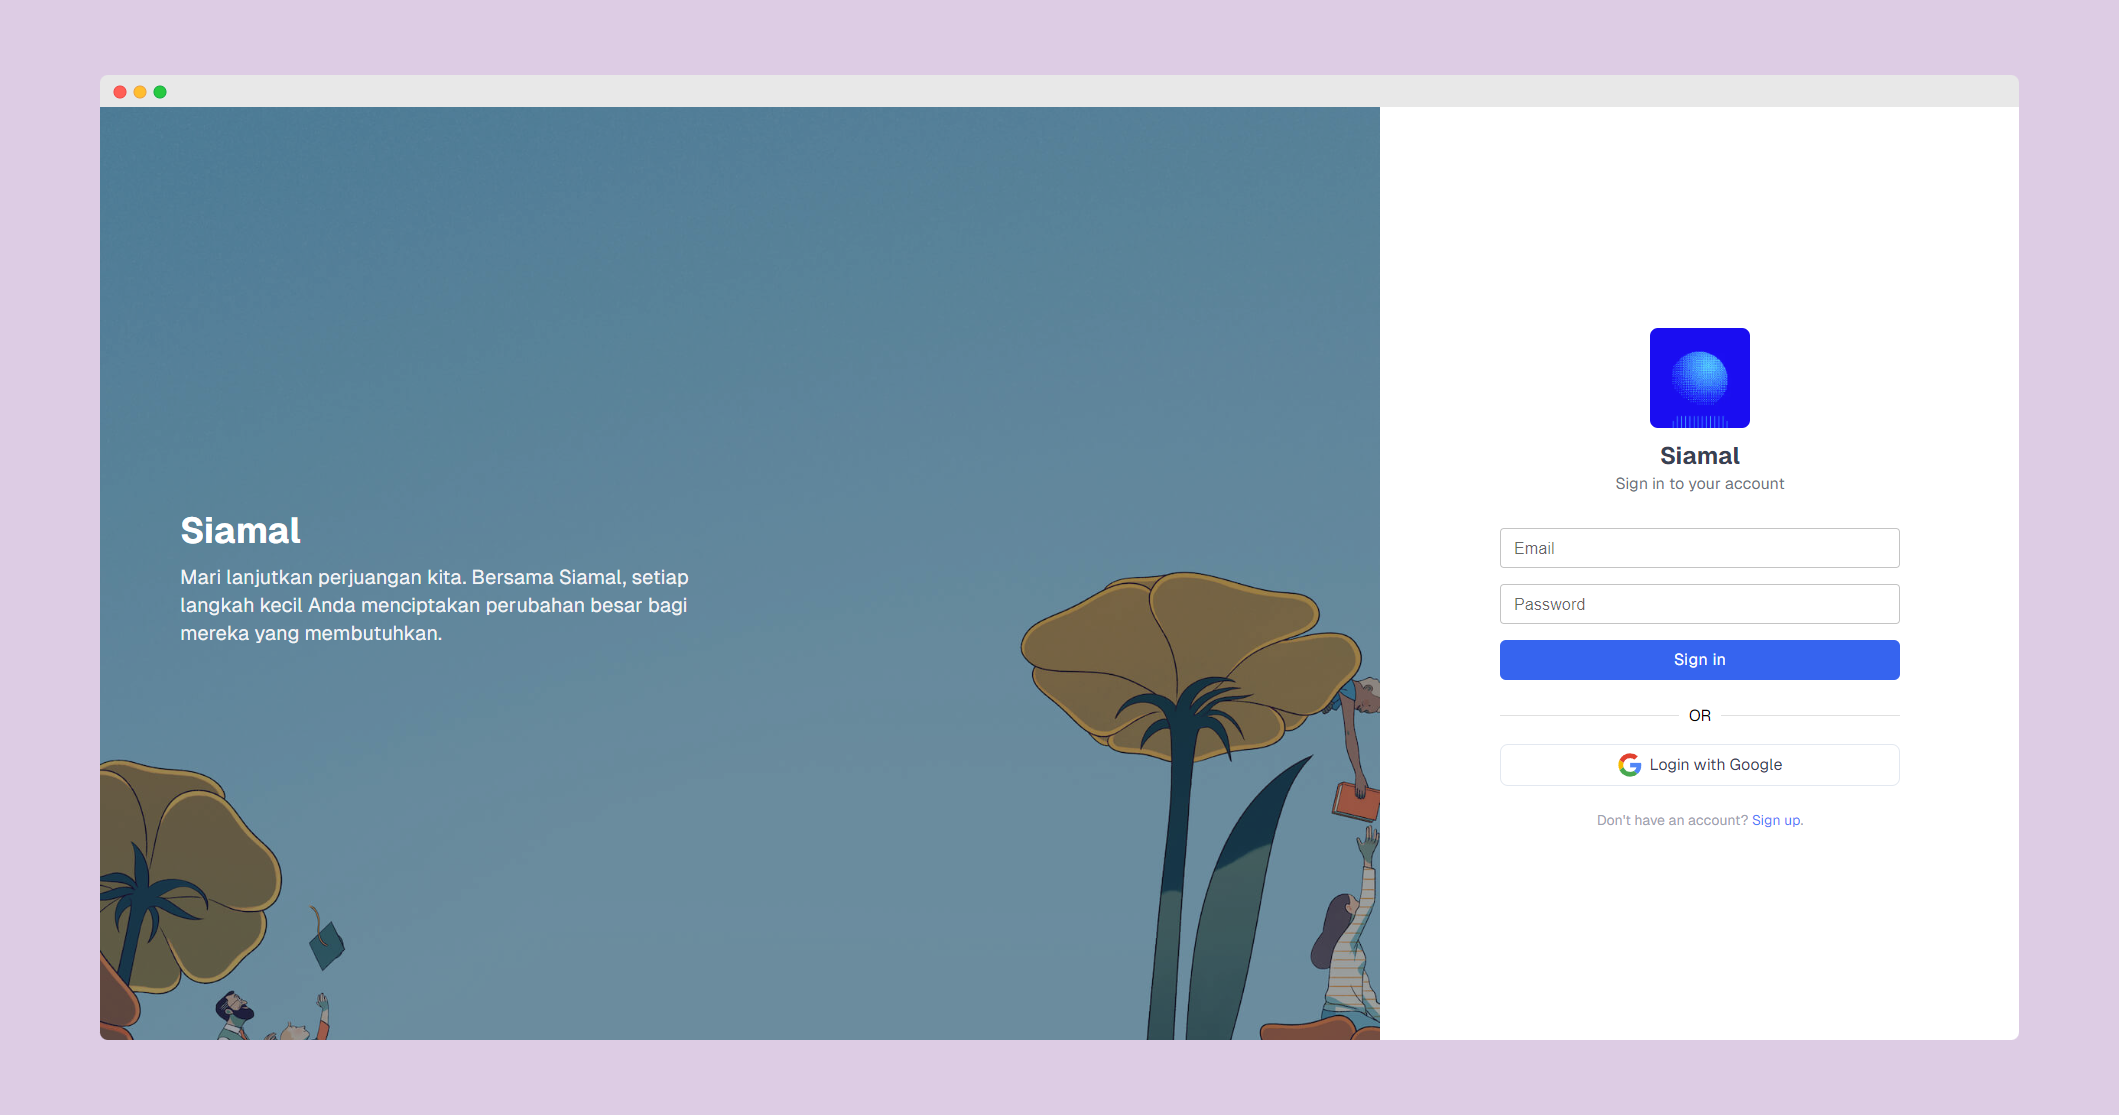 Siamal
Mari lanjutkan perjuangan kita. Bersama Siamal, setiap
langkah kecil Anda menciptakan perubahan besar bagi
mereka yang membutuhkan.
Siamal
Sign in to your account
Email
Password
Sign in
OR
Login with Google
Don't have an account? Sign up.